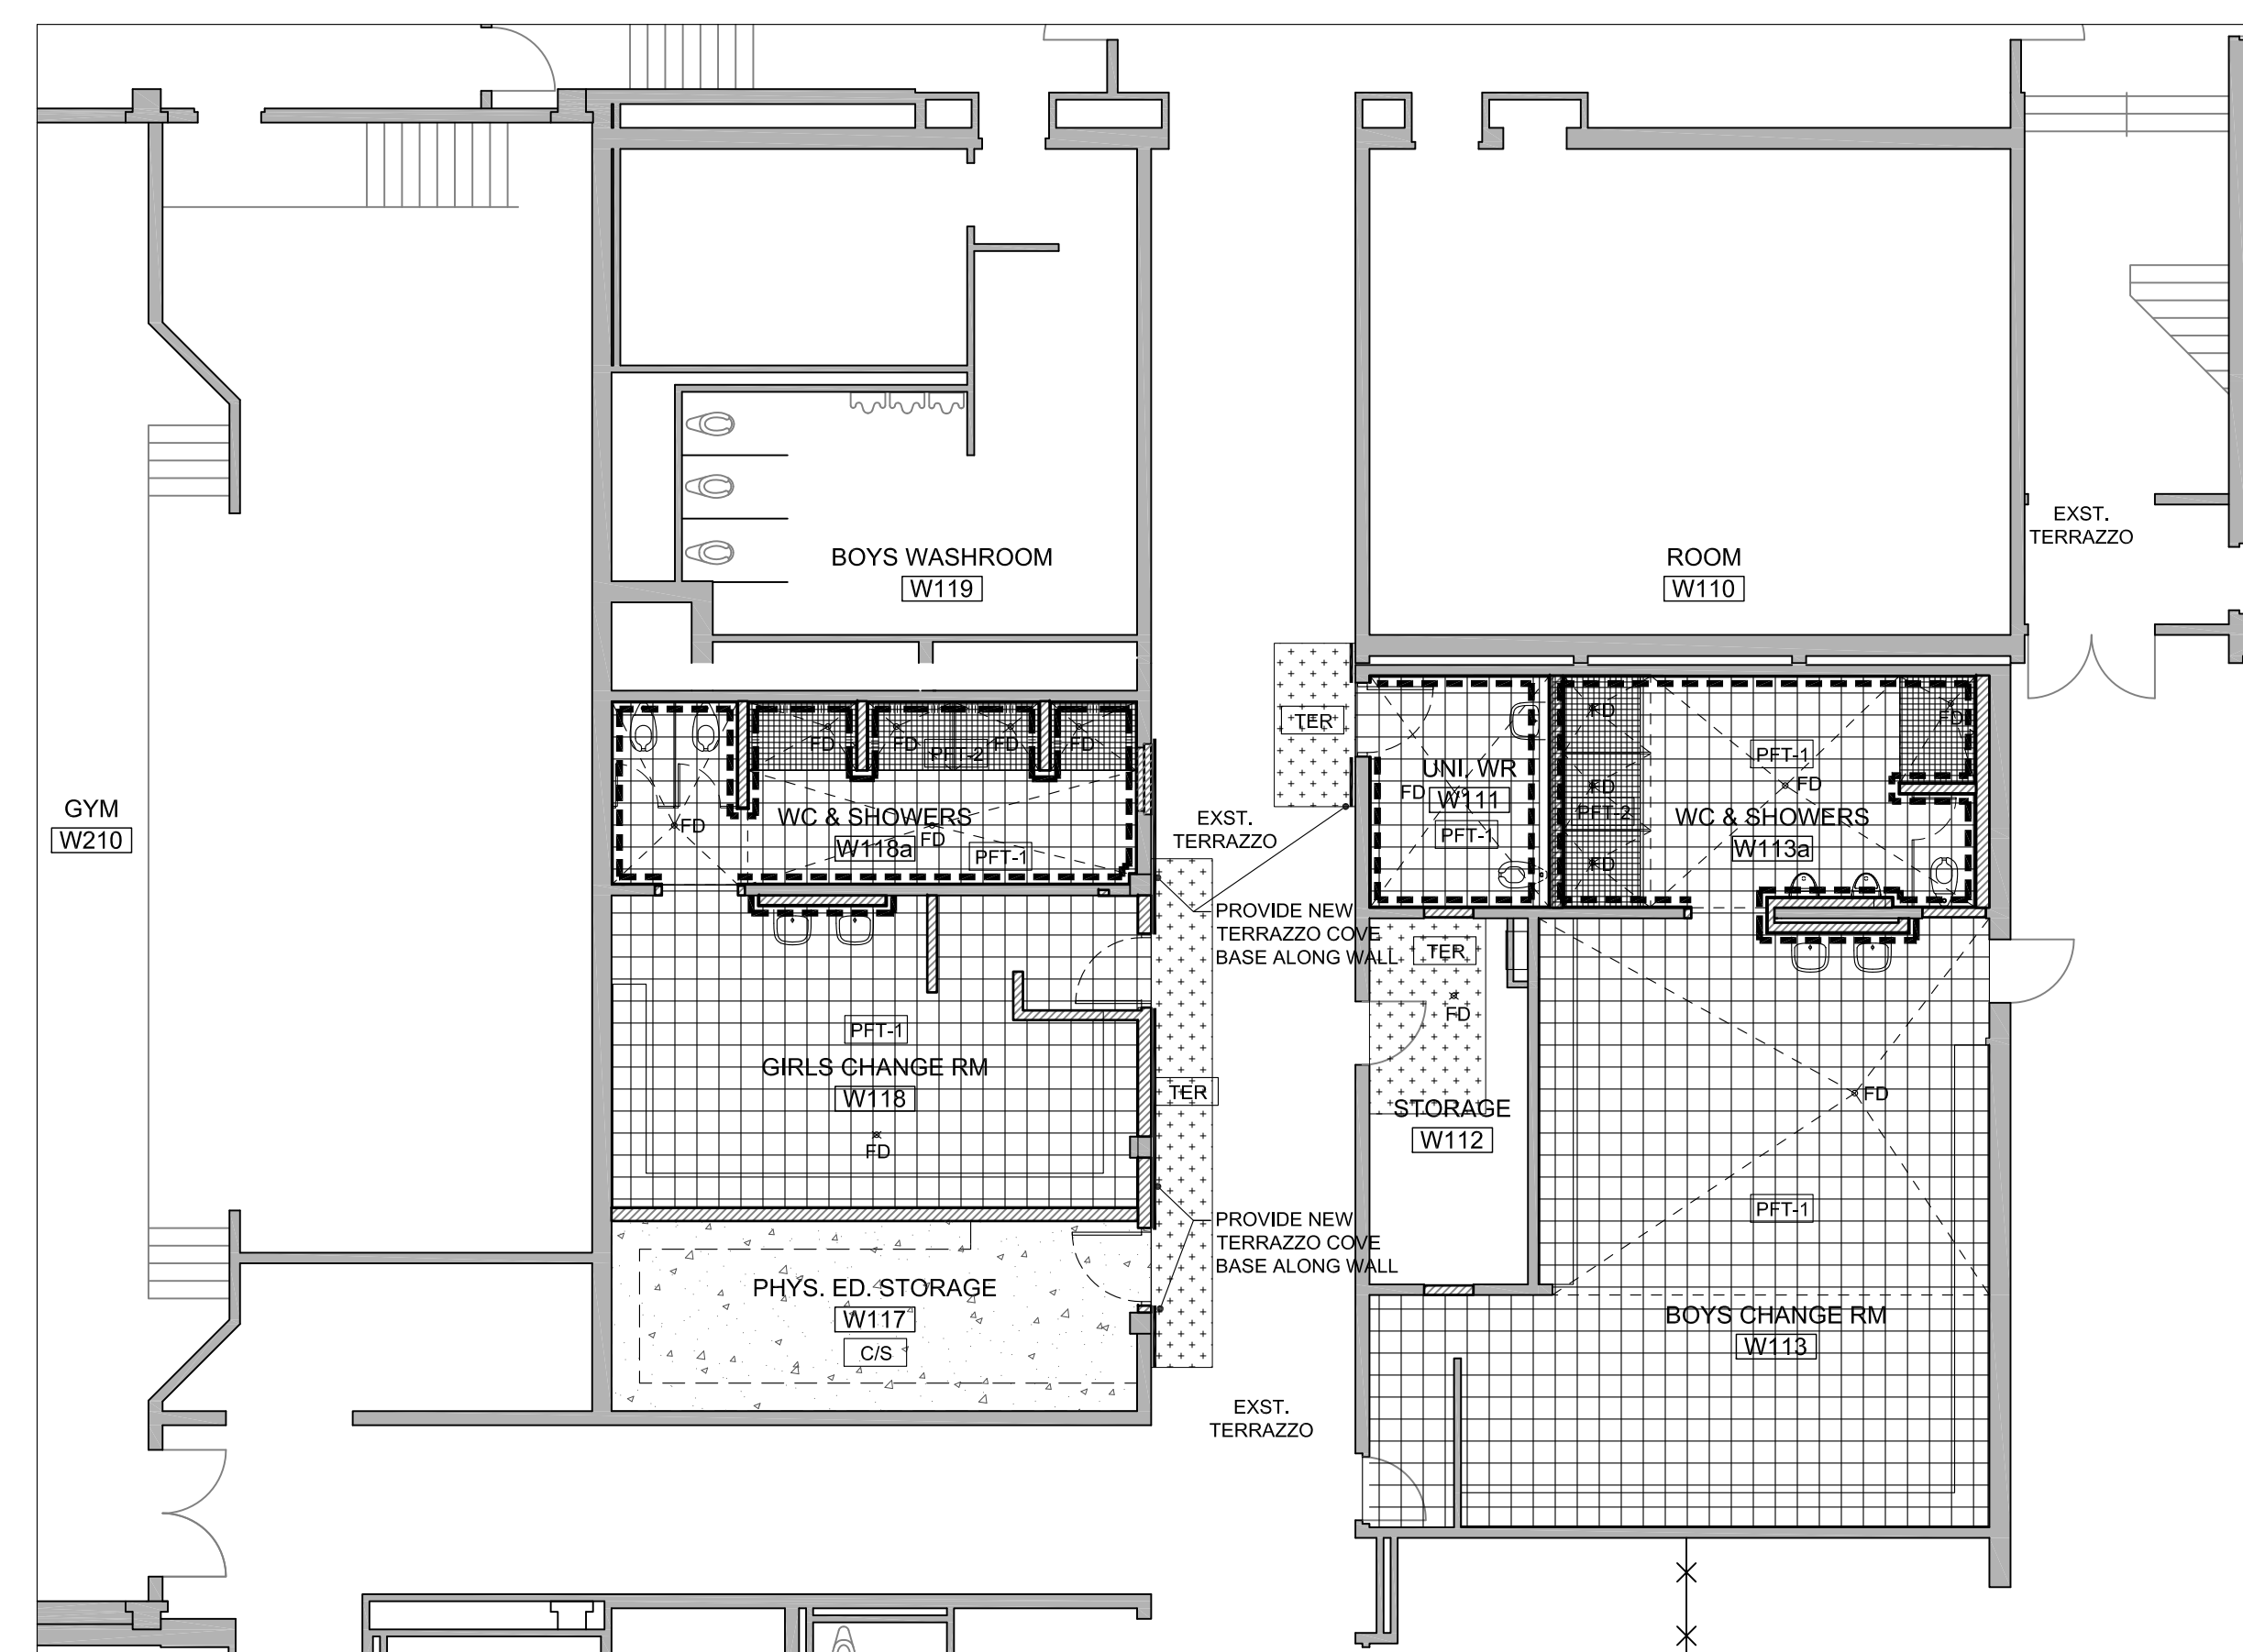 GYM
W210
BOYS WASHROOM
W119
ROOM
W110
EXST.
TERRAZZO
FD
FD
PFT-2
FD
FD
FD
WC & SHOWERS
W118a
FD
PFT-1
TER
EXST.
TERRAZZO
UNI. WR
FD
W111
PFT-1
FD
FD
PFT-2
FD
PFT-1
FD
FD
WC & SHOWERS
W113a
PROVIDE NEW
TERRAZZO COVE
BASE ALONG WALL
TER
FD
PFT-1
GIRLS CHANGE RM
W118
FD
TER
STORAGE
W112
FD
PFT-1
PROVIDE NEW
TERRAZZO COVE
BASE ALONG WALL
PHYS. ED. STORAGE
W117
C/S
BOYS CHANGE RM
W113
EXST.
TERRAZZO